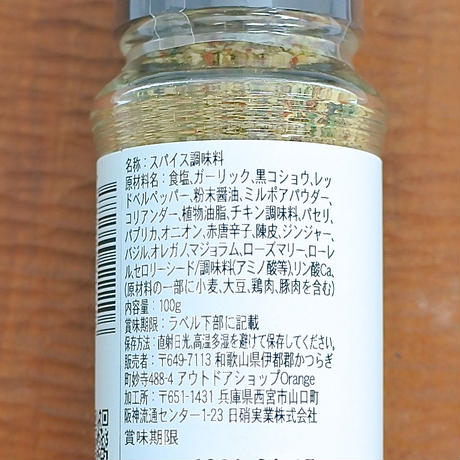 名称:スパイス調味料
原材料名:食塩、ガーリック、黒コショウ、レッ
ドベルペッパー、粉末醤油、ミルポアパウダー、
コリアンダー、植物油脂、チキン調味料、パセリ、
パプリカ、オニオン、赤唐辛子、陳皮、ジンジャー、
バジル、オレガノ、マジョラム、ローズマリー、ローレ
ル、セロリーシード/調味料(アミノ酸等)、リン酸Ca、
(原材料の一部に小麦、大豆、鶏肉、豚肉を含む)
内容量:100g
賞味期限:ラベル下部に記載
保存方法:直射日光,高温多湿を避けて保存してください。
販売者:〒649-7113 和歌山県伊都郡かつらぎ
町妙寺488-4 アウトドアショップOrange
加工所:〒651-1431 兵庫県西宮市山口町
阪神流通センター1-23 日硝実業株式会社
賞味期限